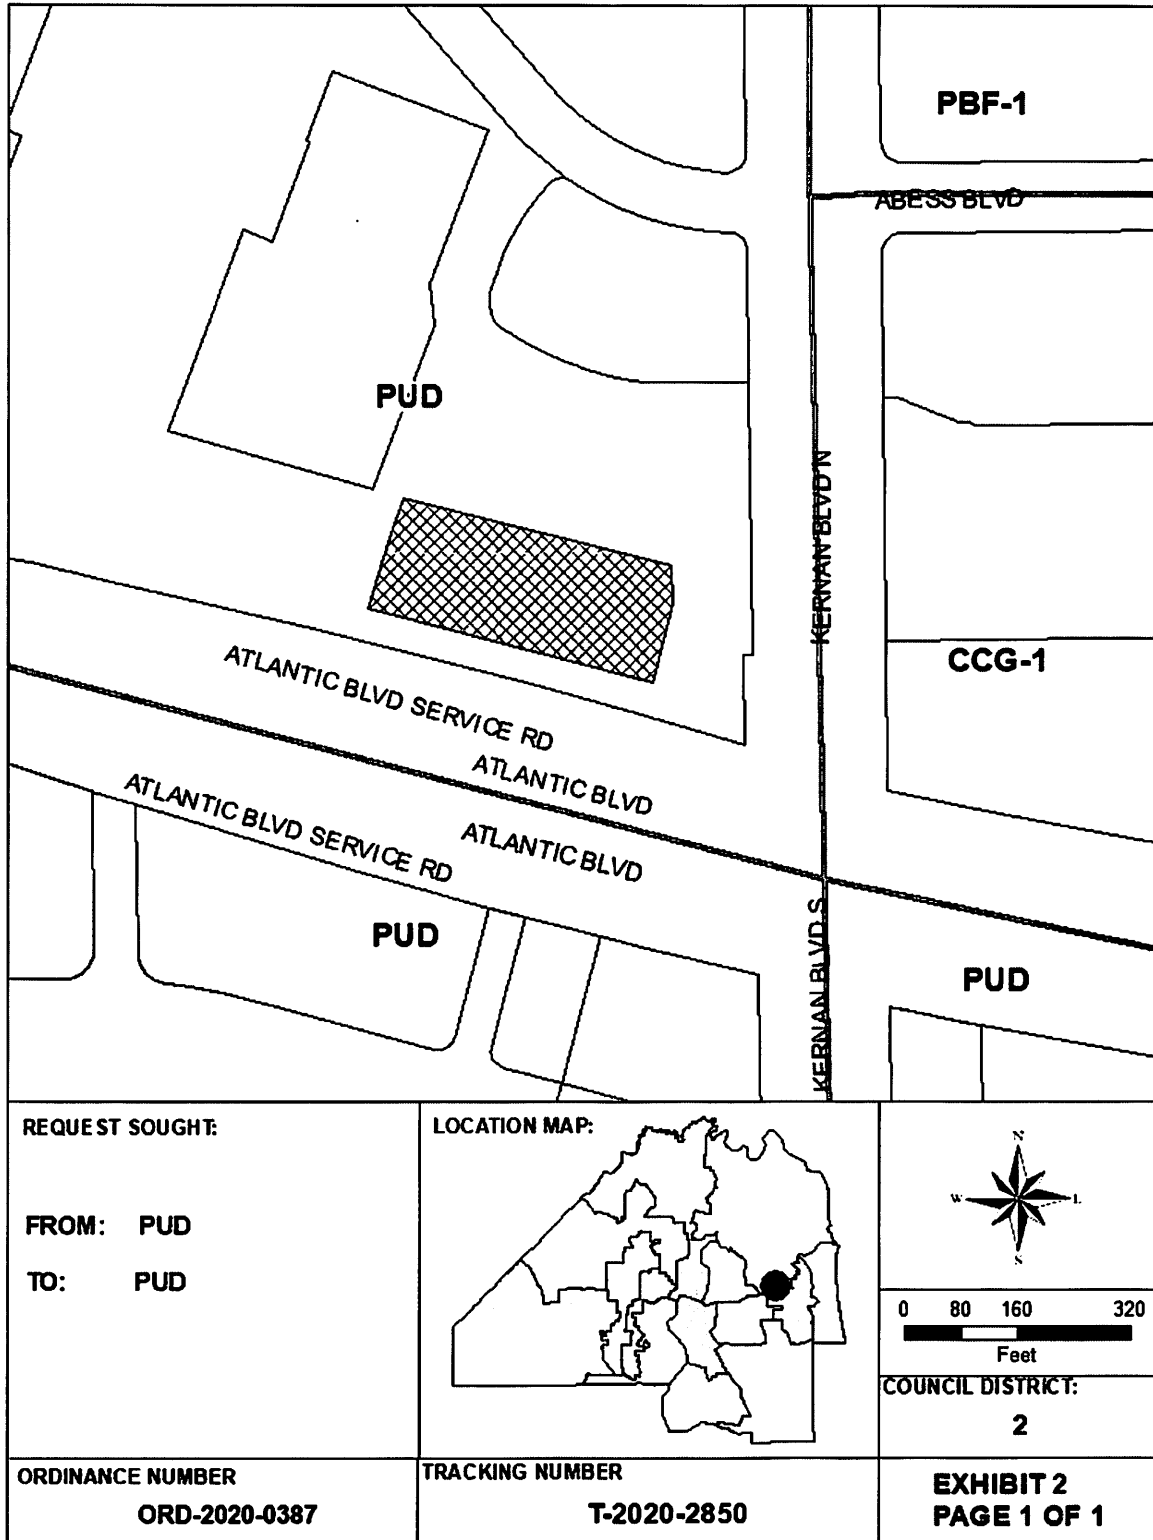 PBF-1
ABESS BLVD
PUD
KERNAN BLVD N
CCG-1
ATLANTIC BLVD SERVICE RD
ATLANTIC BLVD
ATLANTIC BLVD SERVICE RD
ATLANTIC BLVD
PUD
KERNAN BLVD S
PUD
REQUEST SOUGHT:
FROM: PUD
TO: PUD
LOCATION MAP:
N
W E
S
0 80 160 320
Feet
COUNCIL DISTRICT:
2
ORDINANCE NUMBER
ORD-2020-0387
TRACKING NUMBER
T-2020-2850
EXHIBIT 2
PAGE 1 OF 1